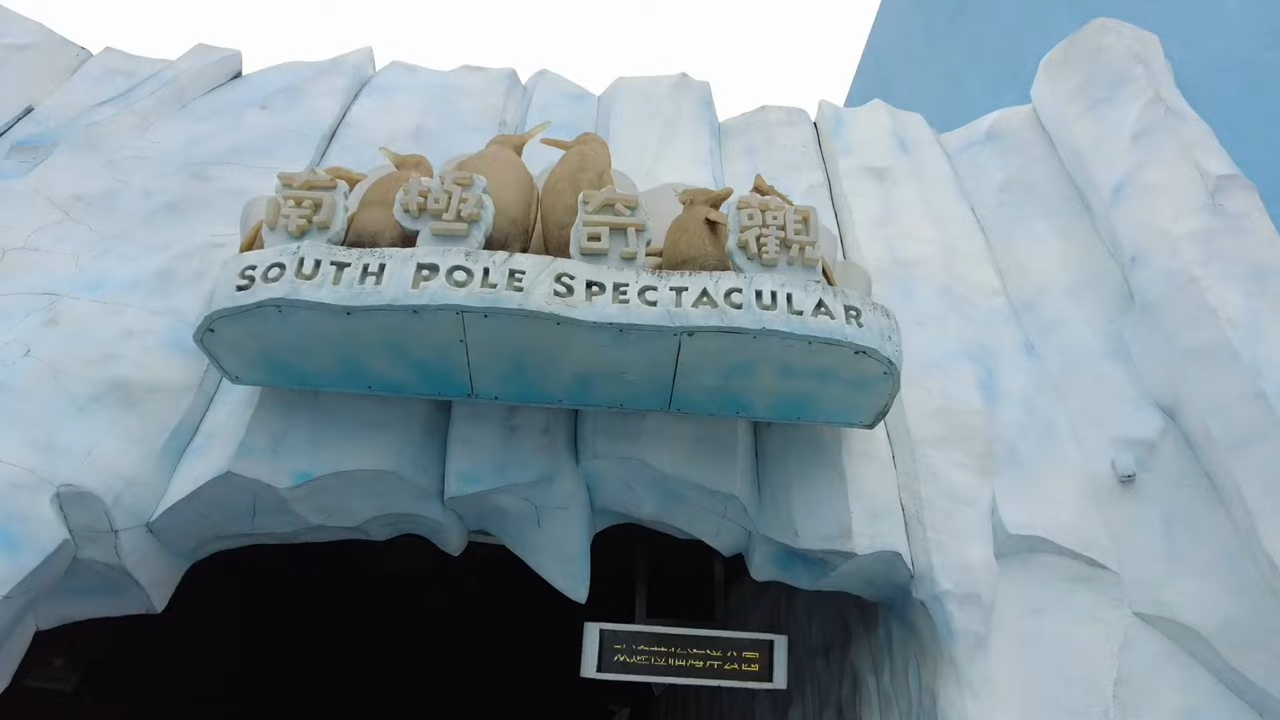 南極奇觀
SOUTH POLE SPECTACULAR